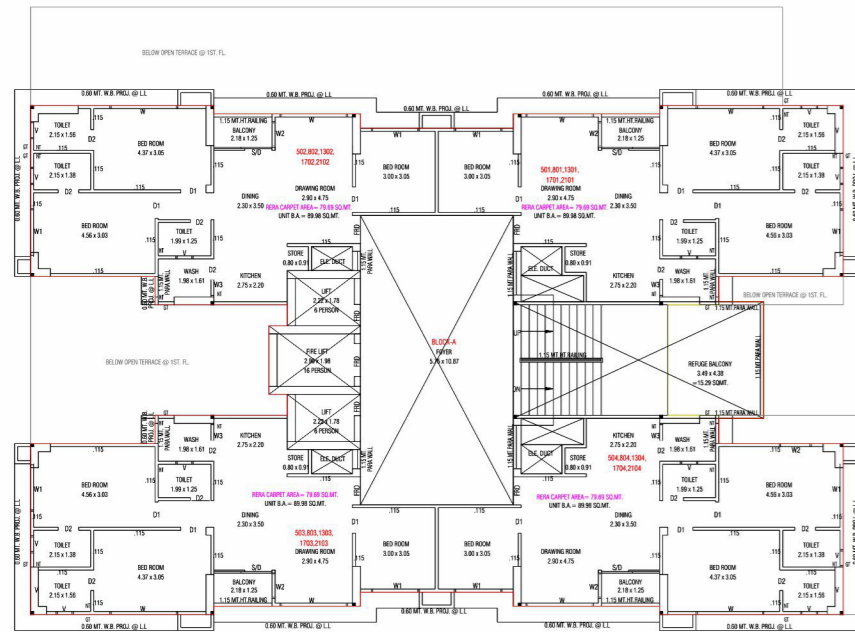 BELOW OPEN TERRACE @ 1ST. FL.
0.60 MT. W.B. PROJ. @ L.L
0.60 MT. W.B. PROJ. @ L.L
0.60 MT. W.B. PROJ. @ L.L
TOILET
2.15 x 1.56
BED ROOM
4.37 x 3.05
1.15 MT.HT.RAILING
BALCONY
2.18 x 1.25
S/D
502,802,1302,
1702,2102
DRAWING ROOM
2.90 x 4.75
BED ROOM
3.00 x 3.05
BED ROOM
3.00 x 3.05
501,801,1301,
1701,2101
DRAWING ROOM
2.90 x 4.75
1.15 MT.HT.RAILING
BALCONY
2.18 x 1.25
S/D
BED ROOM
4.37 x 3.05
TOILET
2.15 x 1.56
TOILET
2.15 x 1.38
DINING
2.30 x 3.50
RERA CARPET AREA = 79.69 SQ.MT.
UNIT B.A. = 89.98 SQ.MT.
RERA CARPET AREA = 79.69 SQ.MT.
UNIT B.A. = 89.98 SQ.MT.
DINING
2.30 x 3.50
TOILET
2.15 x 1.38
BED ROOM
4.56 x 3.03
TOILET
1.99 x 1.25
WASH
1.98 x 1.61
KITCHEN
2.75 x 2.20
STORE
0.80 x 0.91
ELE. DUCT
ELE. DUCT
STORE
0.80 x 0.91
KITCHEN
2.75 x 2.20
TOILET
1.99 x 1.25
WASH
1.98 x 1.61
BED ROOM
4.56 x 3.03
LIFT
2.22 x 1.78
6 PERSON
BELOW OPEN TERRACE @ 1ST. FL.
1.15 MT.PARA WALL
BELOW OPEN TERRACE @ 1ST. FL.
FIRE LIFT
16 PERSON
BLOCK-A
FOYER
5.76 x 10.87
UP
1.15 MT.HT.RAILING
DN
REFUGE BALCONY
3.49 x 4.38
=15.29 SQMT.
1.15 MT.PARA WALL
LIFT
2.22 x 1.78
6 PERSON
1.15 MT.PARA WALL
WASH
1.98 x 1.61
KITCHEN
2.75 x 2.20
STORE
0.80 x 0.91
ELE. DUCT
ELE. DUCT
STORE
0.80 x 0.91
504,804,1304,
1704,2104
KITCHEN
2.75 x 2.20
WASH
1.98 x 1.61
BED ROOM
4.56 x 3.03
TOILET
1.99 x 1.25
RERA CARPET AREA = 79.69 SQ.MT.
UNIT B.A. = 89.98 SQ.MT.
RERA CARPET AREA = 79.69 SQ.MT.
UNIT B.A. = 89.98 SQ.MT.
TOILET
1.99 x 1.25
BED ROOM
4.56 x 3.03
DINING
2.30 x 3.50
503,803,1303,
1703,2103
DINING
2.30 x 3.50
TOILET
2.15 x 1.38
BED ROOM
4.37 x 3.05
DRAWING ROOM
2.90 x 4.75
BED ROOM
3.00 x 3.05
BED ROOM
3.00 x 3.05
DRAWING ROOM
2.90 x 4.75
BED ROOM
4.37 x 3.05
TOILET
2.15 x 1.38
TOILET
2.15 x 1.56
S/D
BALCONY
2.18 x 1.25
1.15 MT.HT.RAILING
S/D
BALCONY
2.18 x 1.25
1.15 MT.HT.RAILING
TOILET
2.15 x 1.56
0.60 MT. W.B. PROJ. @ L.L
0.60 MT. W.B. PROJ. @ L.L
0.60 MT. W.B. PROJ. @ L.L